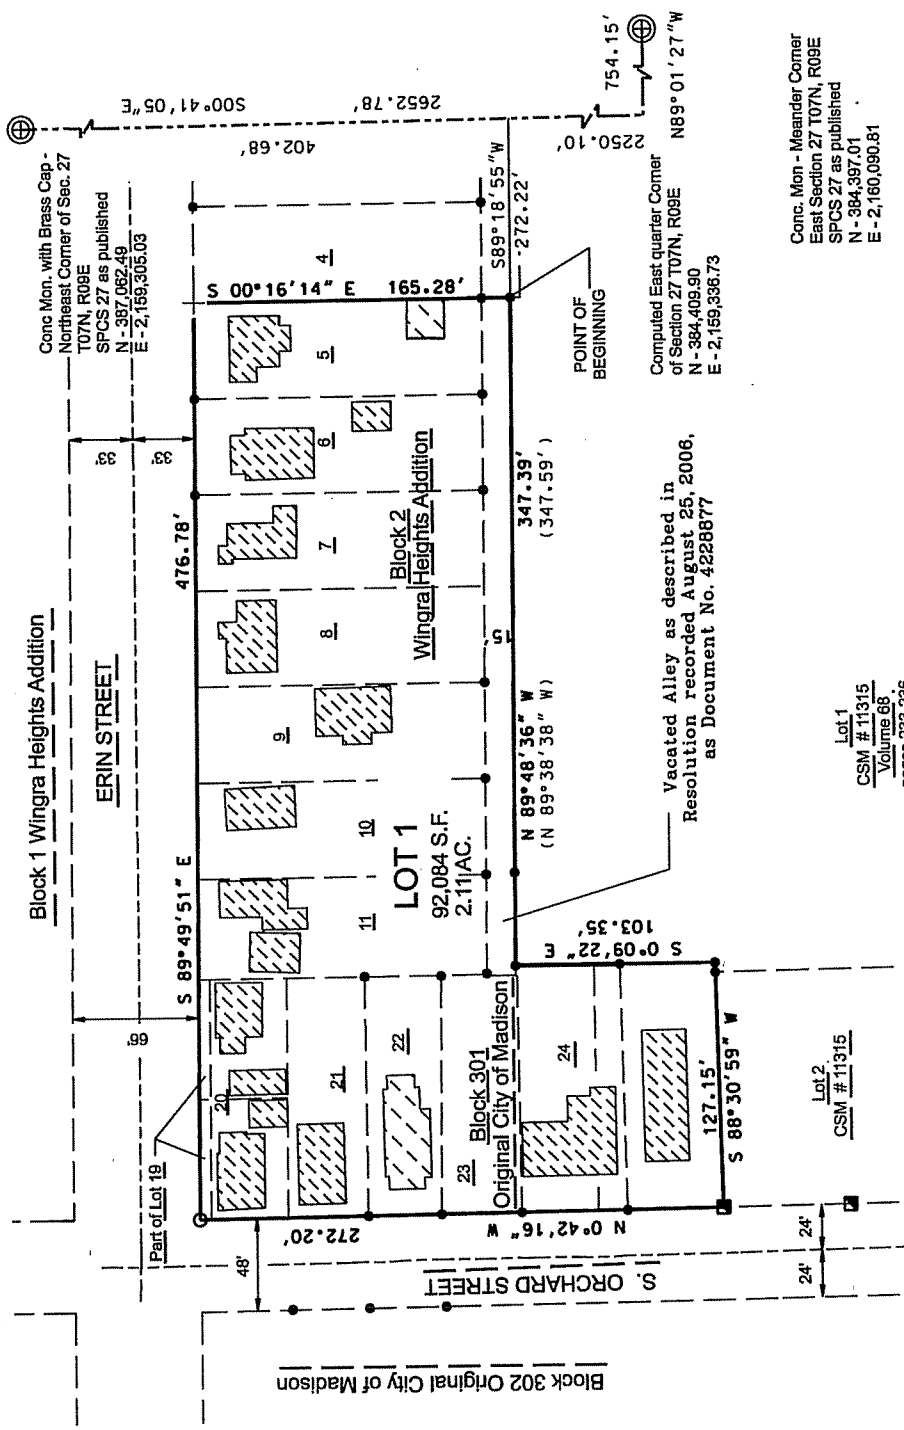 Block 1 Wingra Heights Addition
ERIN STREET
Conc Mon. with Brass Cap -
Northeast Corner of Sec. 27
T07N, R09E
SPCS 27 as published
N - 387,062.49
E - 2,159,305.03
S00°41'05"E
2652.78'
402.68'
2250.10'
754.15'
N89°01'27"W
Conc. Mon - Meander Corner
East Section 27 T07N, R09E
SPCS 27 as published
N - 384,397.01
E - 2,160,090.81
Computed East quarter Corner
of Section 27 T07N, R09E
N - 384,409.90
E - 2,159,336.73
S89°18'55"W
272.22'
POINT OF
BEGINNING
S 00°16'14" E
165.28'
33'
33'
66'
S 89°49'51" E
476.78'
4
5
6
7
8
9
10
11
Block 2
Wingra Heights Addition
15'
LOT 1
92,084 S.F.
2.11 AC.
N 89°48'36" W
347.39'
(N 89°38'38" W)
(347.59')
Vacated Alley as described in
Resolution recorded August 25, 2006,
as Document No. 4228877
S 0°09'22" E
103.35'
Part of Lot 19
20
21
22
23
24
Block 301
Original City of Madison
127.15'
S 88°30'59" W
N 0°42'16" W
272.20'
48'
S. ORCHARD STREET
24'
24'
Block 302 Original City of Madison
Lot 1
CSM # 11315
Volume 68
Lot 2
CSM # 11315